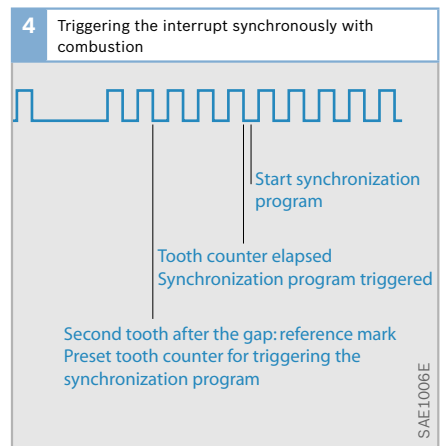 4 Triggering the interrupt synchronously with
combustion
Start synchronization
program
Tooth counter elapsed
Synchronization program triggered
Second tooth after the gap: reference mark
Preset tooth counter for triggering the
synchronization program
SAE1006E